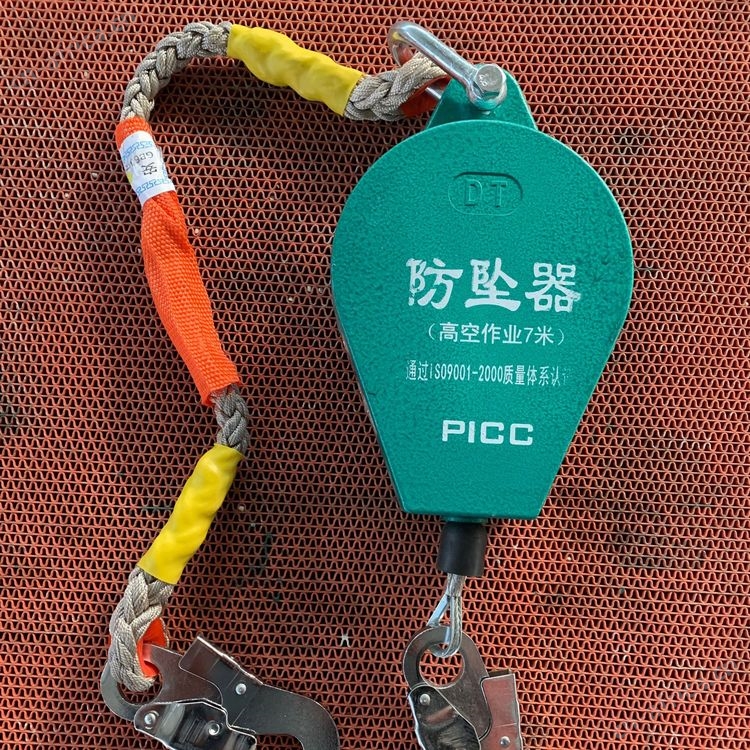 DT
防坠器
（高空作业7米）
通过ISO9001-2000质量体系认
PICC
安